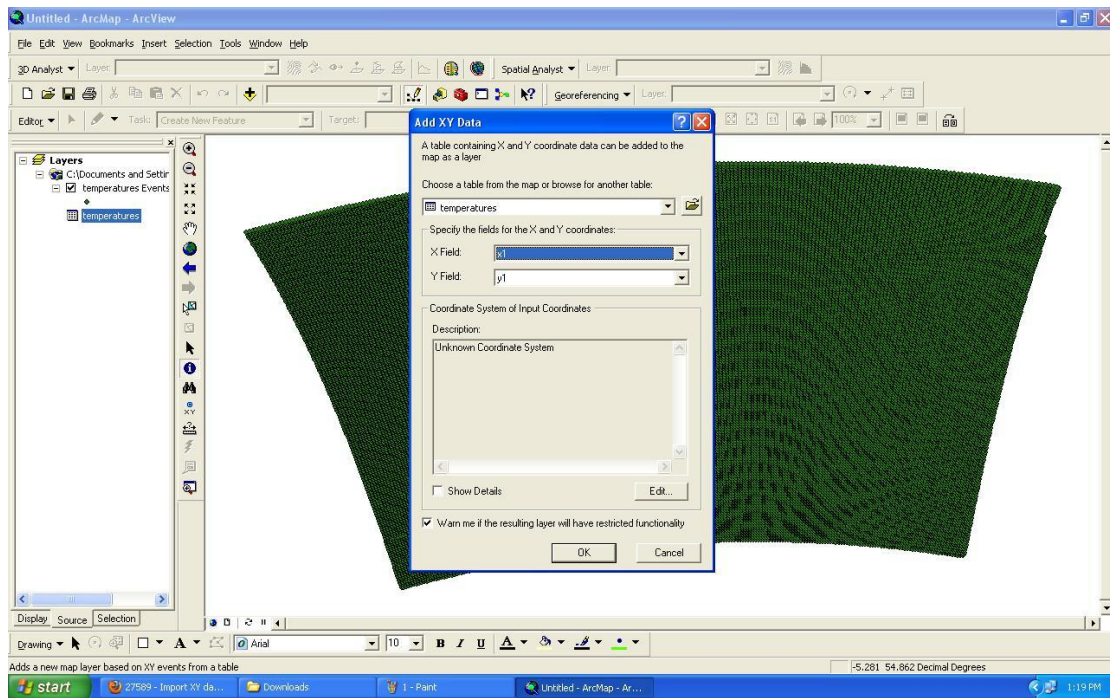 Untitled - ArcMap - ArcView
File Edit View Bookmarks Insert Selection Tools Window Help
3D Analyst Layer: Spatial Analyst Layer:
Georeferencing Layer:
Editor Task: Create New Feature Target: 100%
Layers
C:\Documents and Settir
temperatures Events
temperatures
Add XY Data
A table containing X and Y coordinate data can be added to the
map as a layer
Choose a table from the map or browse for another table:
temperatures
Specify the fields for the X and Y coordinates:
X Field: x1
Y Field: y1
Coordinate System of Input Coordinates
Description:
Unknown Coordinate System
Show Details Edit...
Warn me if the resulting layer will have restricted functionality
OK Cancel
XY
Display Source Selection
Drawing A Arial 10 B I U A
Adds a new map layer based on XY events from a table -5.281 54.862 Decimal Degrees
start 27589 - Import XY da... Downloads 1 - Paint Untitled - ArcMap - Ar... 1:19 PM